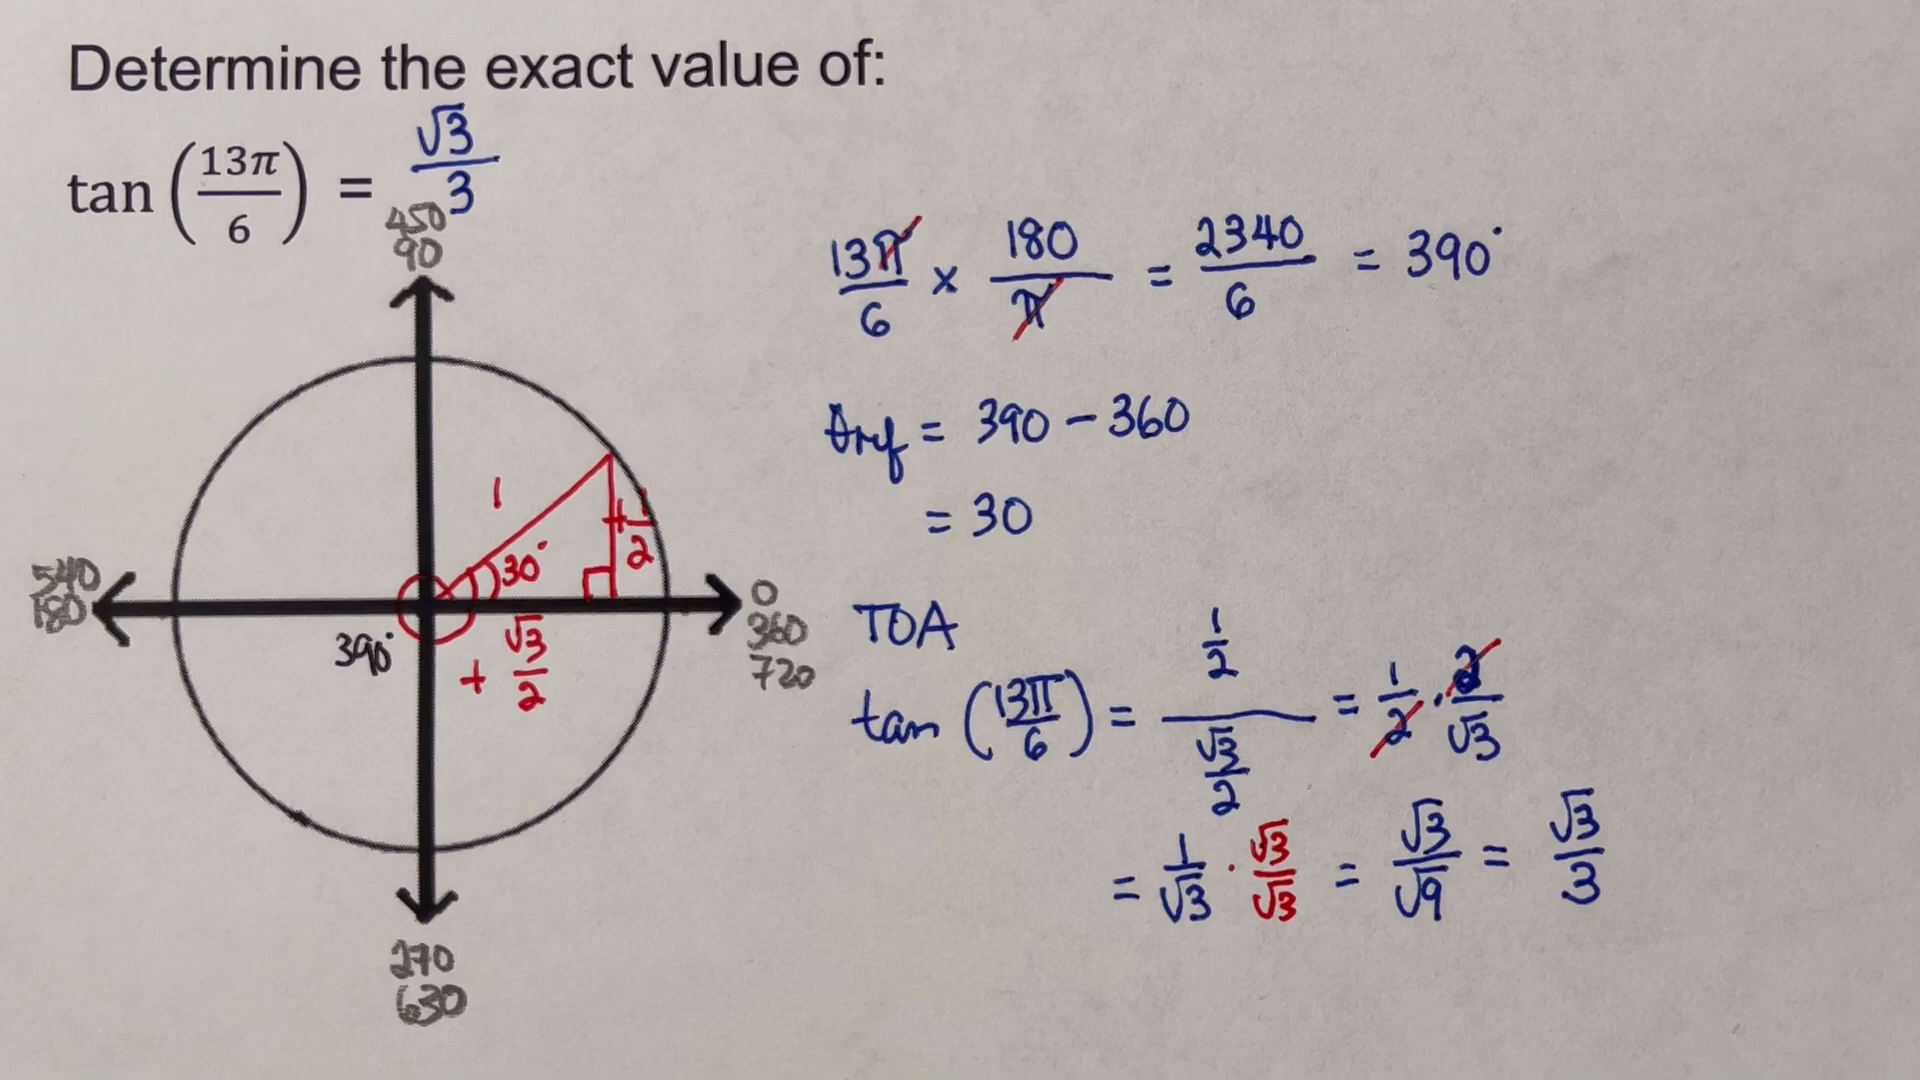 Determine the exact value of:
tan (13π/6) = √3/3
450
90
540
180
0
360
720
270
630
390°
1
30°
+ 1/2
+ √3/2
13π/6 × 180/π = 2340/6 = 390°
θref = 390 - 360
= 30
TOA
tan (13π/6) = 1/2 / √3/2 = 1/2 · 2/√3
= 1/√3 · √3/√3 = √3/√9 = √3/3